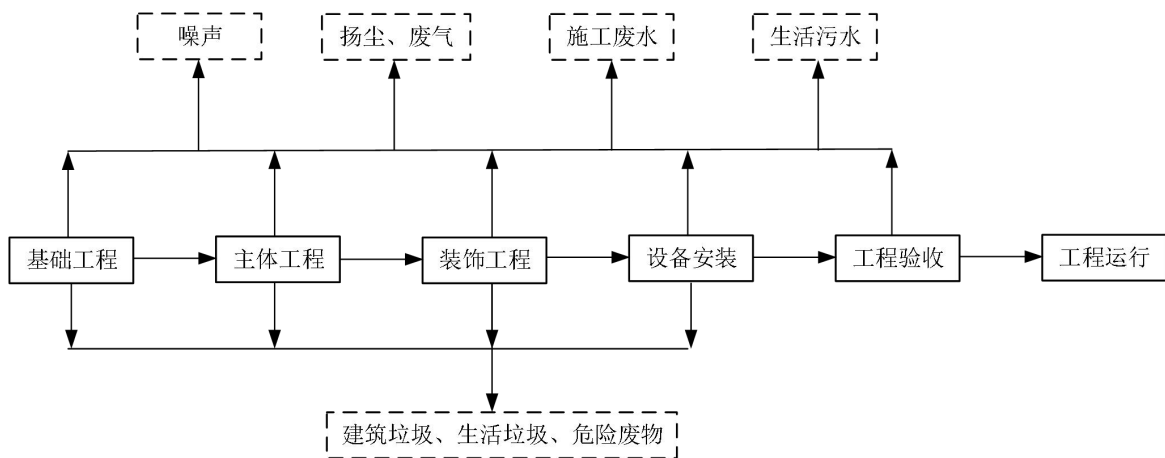 噪声
扬尘、废气
施工废水
生活污水
基础工程
主体工程
装饰工程
设备安装
工程验收
工程运行
建筑垃圾、生活垃圾、危险废物